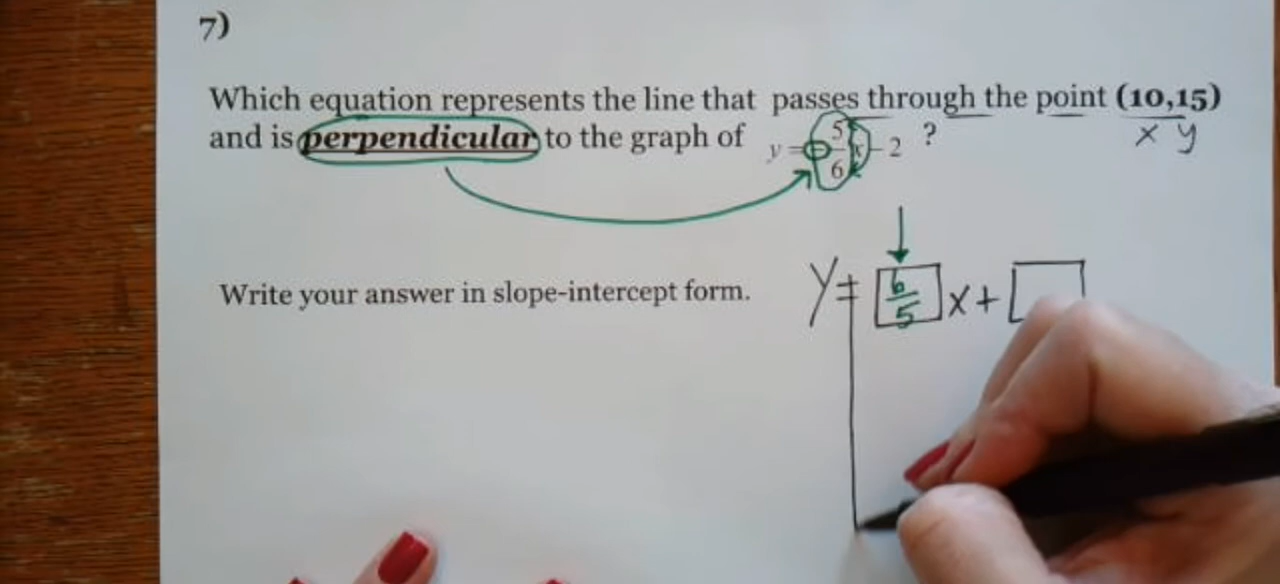 7)
Which equation represents the line that passes through the point (10,15)
and is perpendicular to the graph of y = -5/6 x - 2 ?
x y
Write your answer in slope-intercept form.
y = 6/5 x +